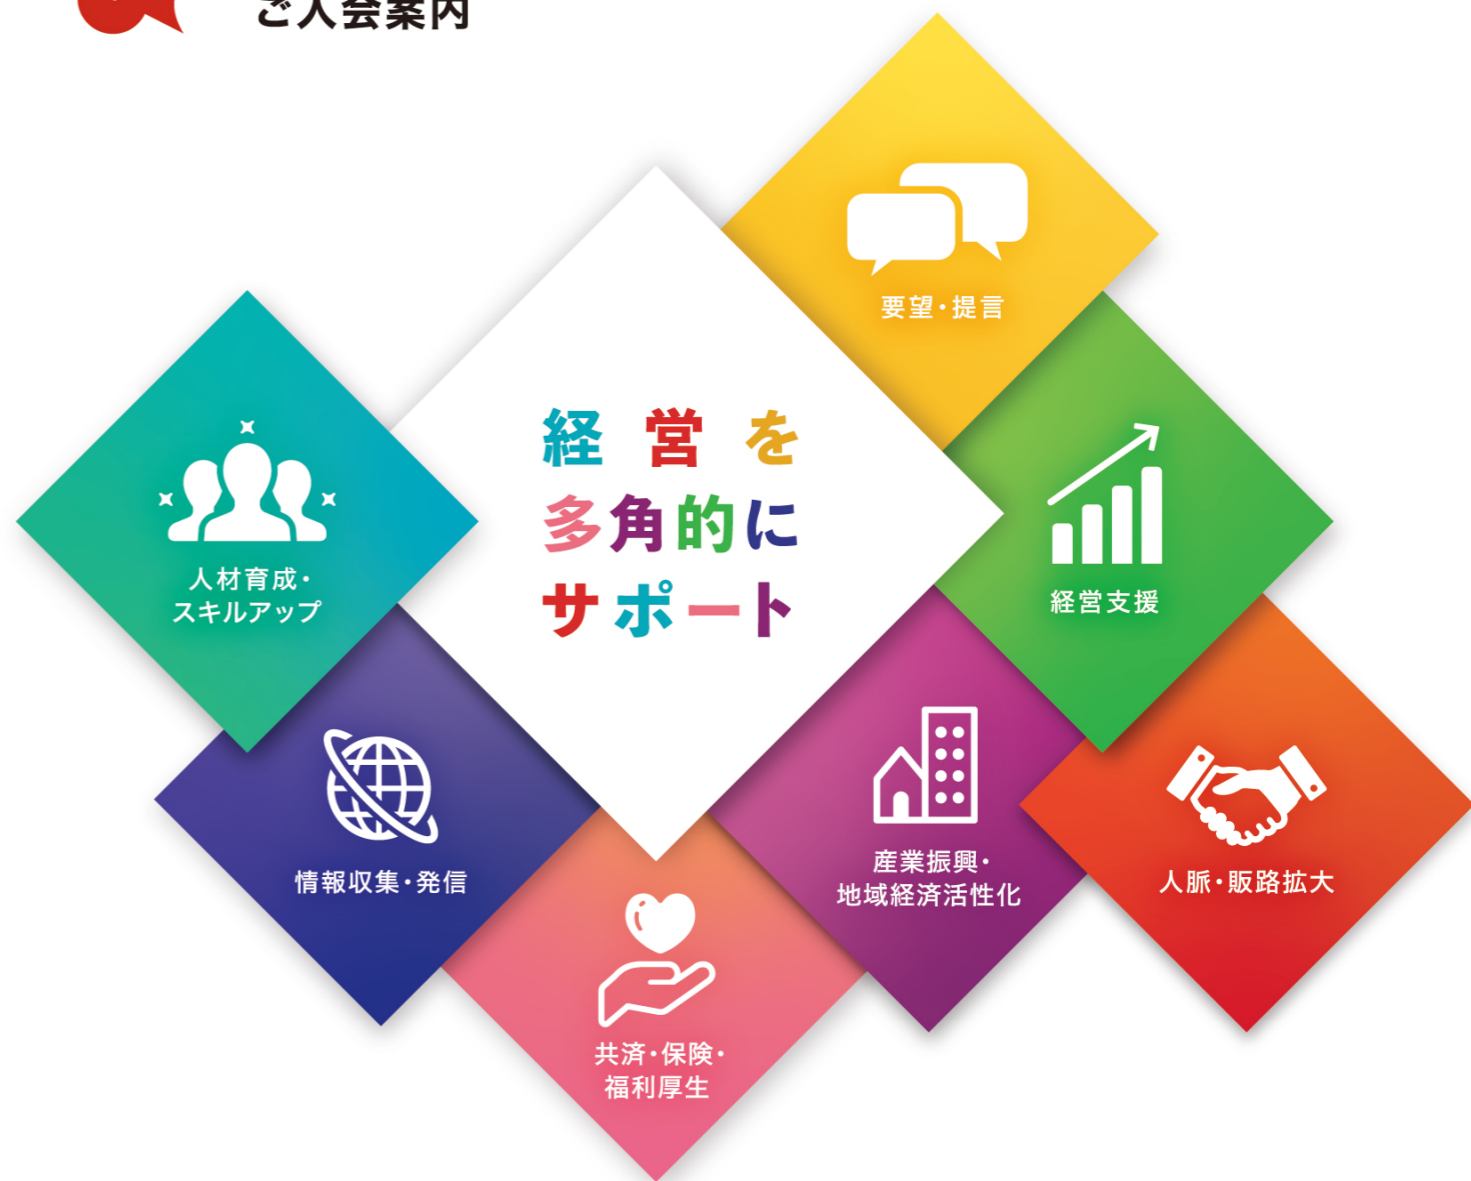 ご入会案内
要望・提言
経営を
多角的に
サポート
人材育成・
スキルアップ
経営支援
情報収集・発信
産業振興・
地域経済活性化
人脈・販路拡大
共済・保険・
福利厚生